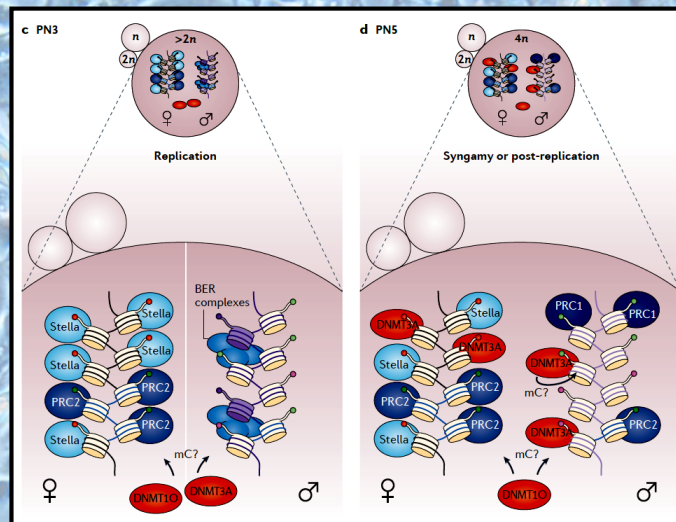 c PN3
n
2n
>2n
♀ ♂
Replication
BER
complexes
Stella
Stella
Stella
Stella
PRC2
PRC2
PRC2
Stella
mC?
♀
DNMT1O
DNMT3A
♂
d PN5
n
2n
4n
♀ ♂
Syngamy or post-replication
Stella
PRC1
PRC1
DNMT3A
DNMT3A
Stella
DNMT3A
PRC2
mC?
PRC2
PRC2
PRC2
Stella
DNMT3A
mC?
♀
DNMT1O
♂